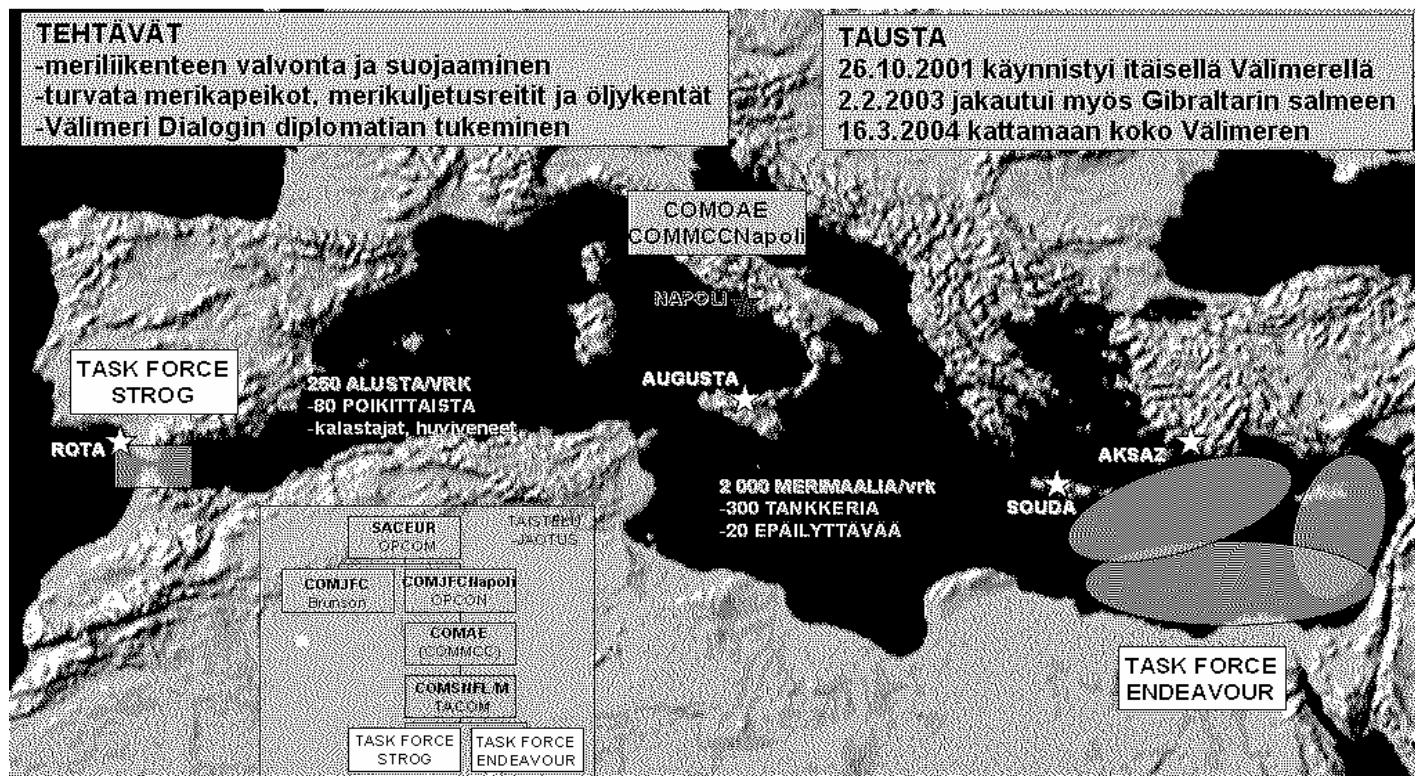 TEHTÄVÄT
-meriliikenteen valvonta ja suojaaminen
-turvata merikapeikot, merikuljetusreitit ja öljykentät
-Välimeri Dialogin diplomatian tukeminen
TAUSTA
26.10.2001 käynnistyi itäisellä Välimerellä
2.2.2003 jakautui myös Gibraltarin salmeen
16.3.2004 kattamaan koko Välimeren
COMOAE
COMMCCNapoli
NAPOLI
TASK FORCE
STROG
ROTA
250 ALUSTA/VRK
-80 POIKITTAISTA
-kalastajat, huviveneet
AUGUSTA
2 000 MERIMAALIA/vrk
-300 TANKKERIA
-20 EPÄILYTTÄVÄÄ
SOUDA
AKSAZ
TASK FORCE
ENDEAVOUR
TAISTELU
-JAOTUS
SACEUR
OPCOM
COMJFC
Brunson
COMJFCNapoli
OPCON
COMAE
(COMMCC)
COMSNFL/M
TACOM
TASK FORCE
STROG
TASK FORCE
ENDEAVOUR